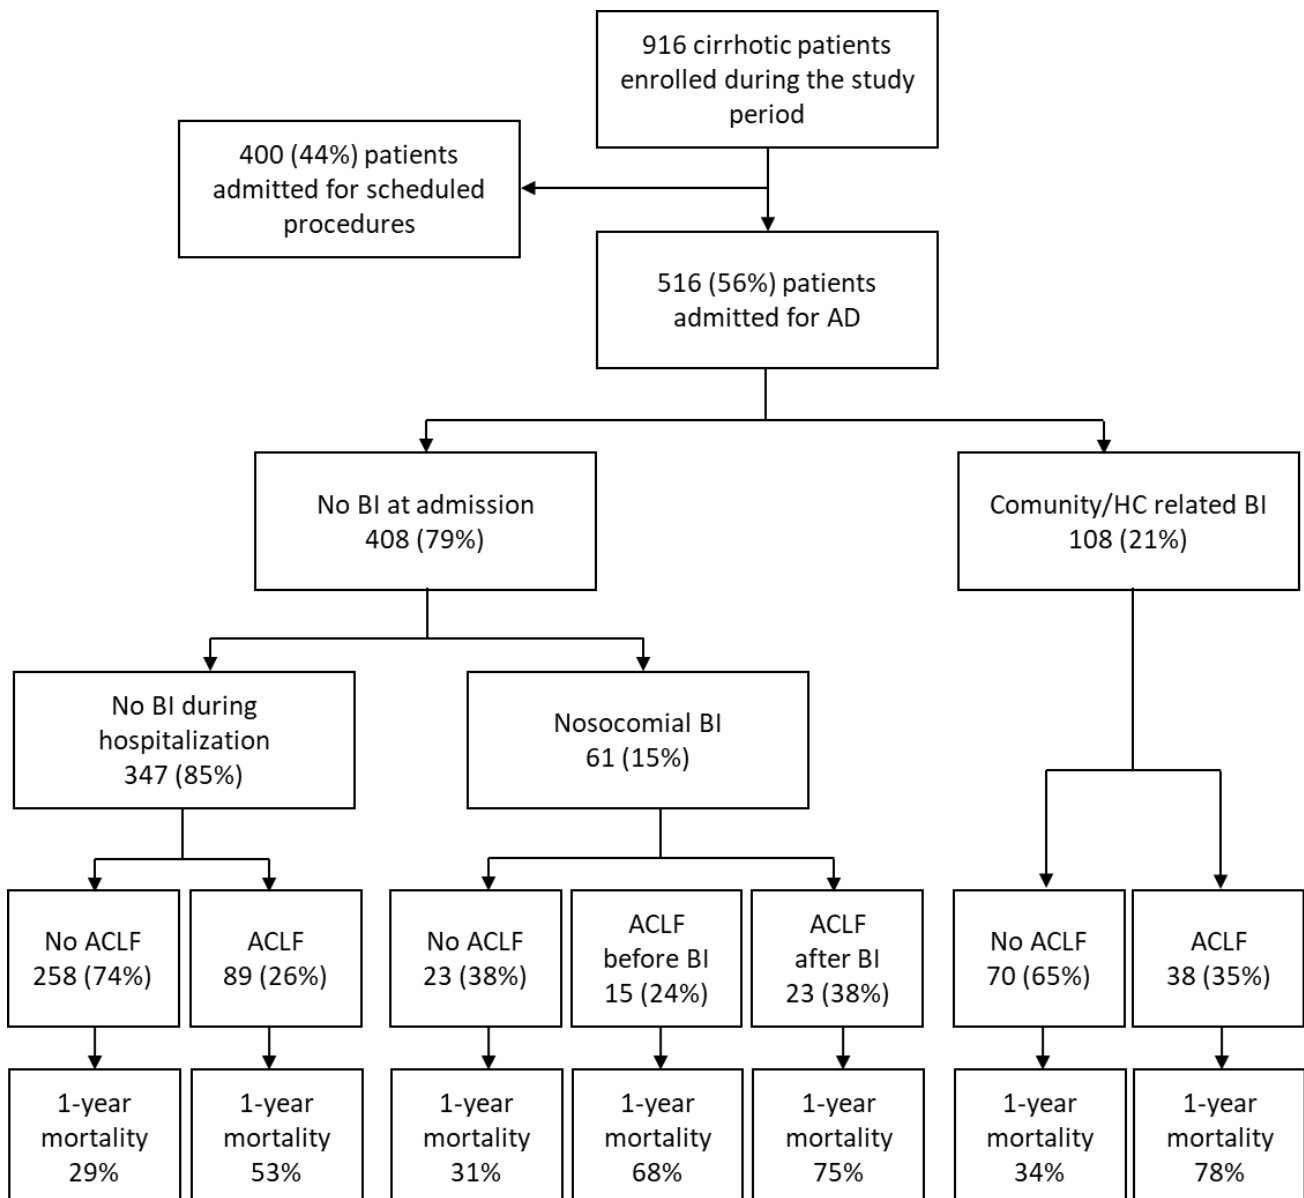 916 cirrhotic patients
enrolled during the study
period
400 (44%) patients
admitted for scheduled
procedures
516 (56%) patients
admitted for AD
No BI at admission
408 (79%)
Comunity/HC related BI
108 (21%)
No BI during
hospitalization
347 (85%)
Nosocomial BI
61 (15%)
No ACLF
258 (74%)
ACLF
89 (26%)
No ACLF
23 (38%)
ACLF
before BI
15 (24%)
ACLF
after BI
23 (38%)
No ACLF
70 (65%)
ACLF
38 (35%)
1-year
mortality
29%
1-year
mortality
53%
1-year
mortality
31%
1-year
mortality
68%
1-year
mortality
75%
1-year
mortality
34%
1-year
mortality
78%